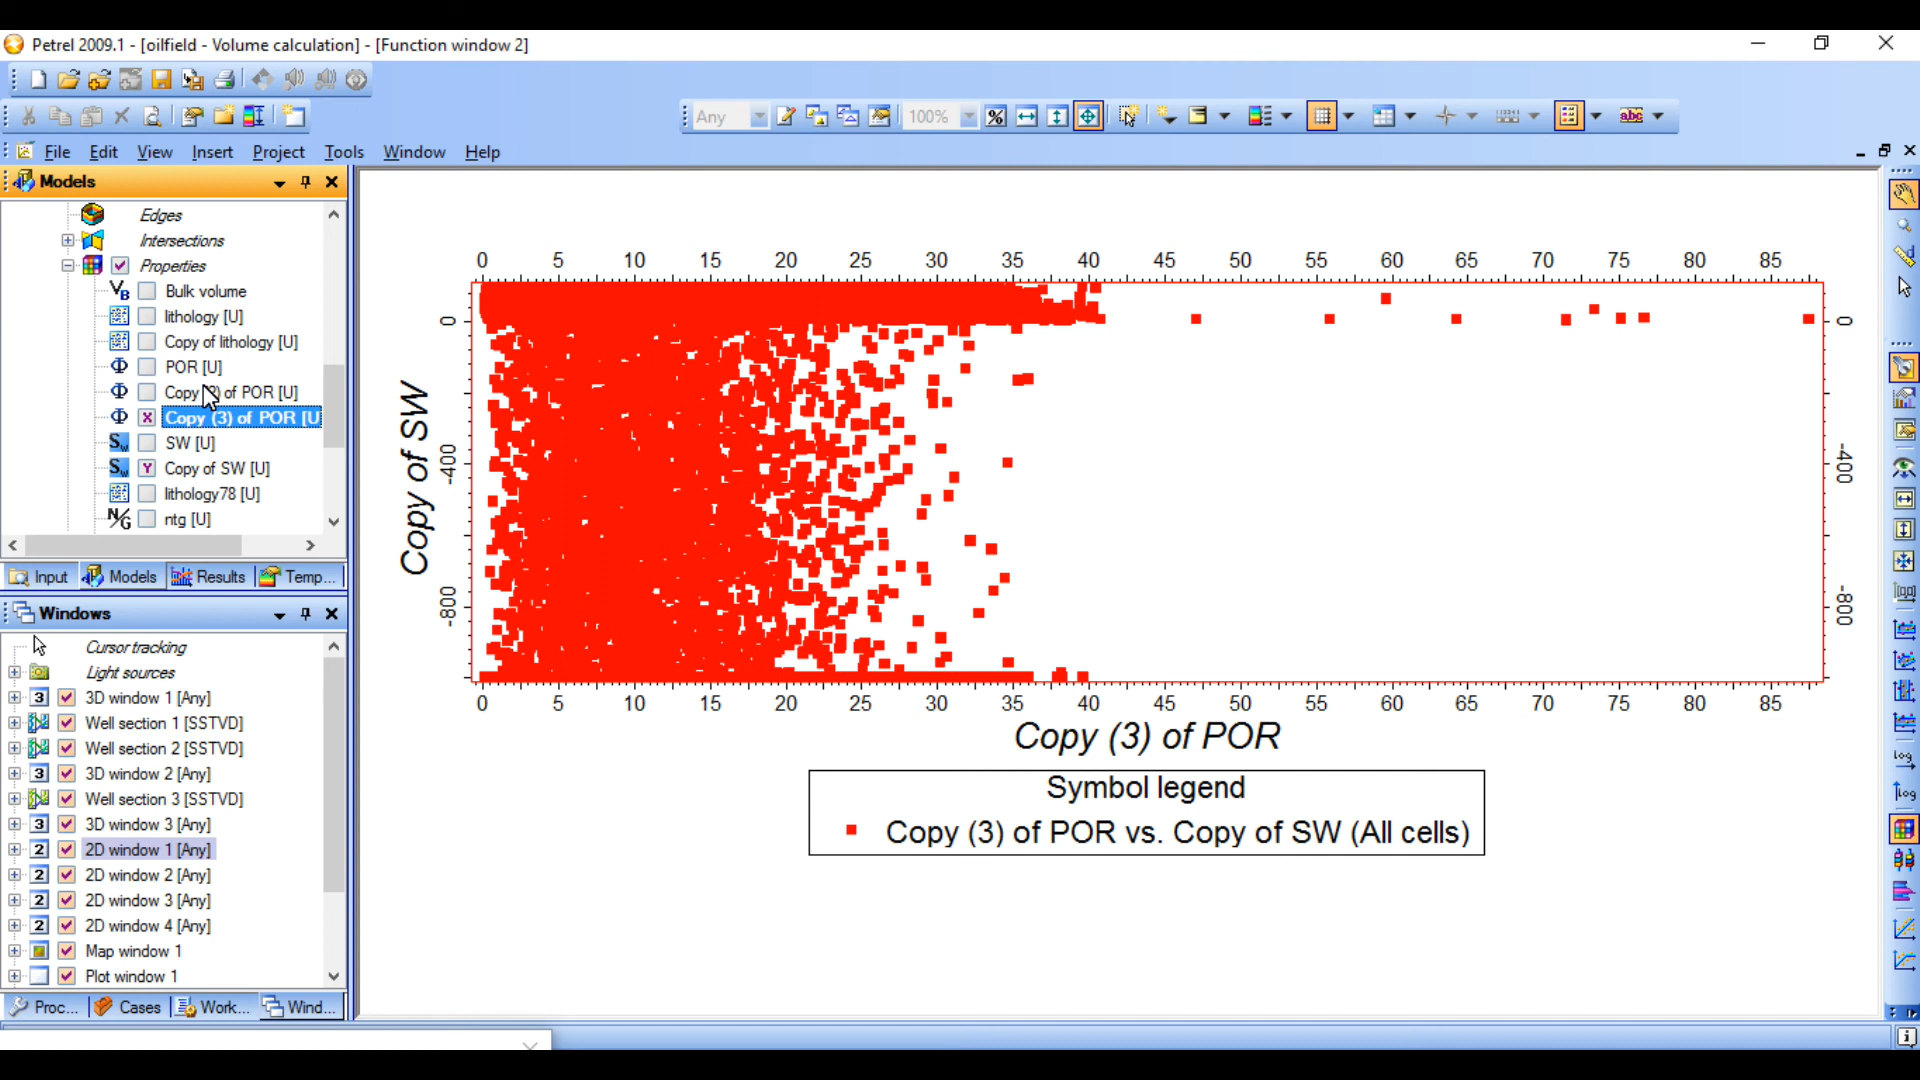 Petrel 2009.1 - [oilfield - Volume calculation] - [Function window 2]
Any
100%
abc
File Edit View Insert Project Tools Window Help
Models
Edges
Intersections
Properties
Bulk volume
lithology [U]
Copy of lithology [U]
POR [U]
Copy of POR [U]
Copy (3) of POR [U
SW [U]
Copy of SW [U]
lithology78 [U]
ntg [U]
Input Models Results Temp...
Windows
Cursor tracking
Light sources
3D window 1 [Any]
Well section 1 [SSTVD]
Well section 2 [SSTVD]
3D window 2 [Any]
Well section 3 [SSTVD]
3D window 3 [Any]
2D window 1 [Any]
2D window 2 [Any]
2D window 3 [Any]
2D window 4 [Any]
Map window 1
Plot window 1
Proc... Cases Work... Wind...
0 5 10 15 20 25 30 35 40 45 50 55 60 65 70 75 80 85
0 -400 -800
Copy of SW
0 -400 -800
0 5 10 15 20 25 30 35 40 45 50 55 60 65 70 75 80 85
Copy (3) of POR
Symbol legend
Copy (3) of POR vs. Copy of SW (All cells)
log
log